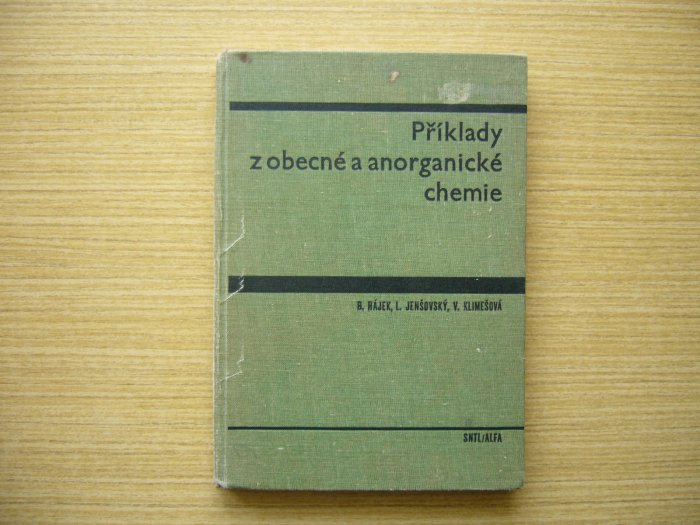 Příklady
z obecné a anorganické
chemie
B. HÁJEK, L. JENŠOVSKÝ, V. KLIMEŠOVÁ
SNTL/ALFA